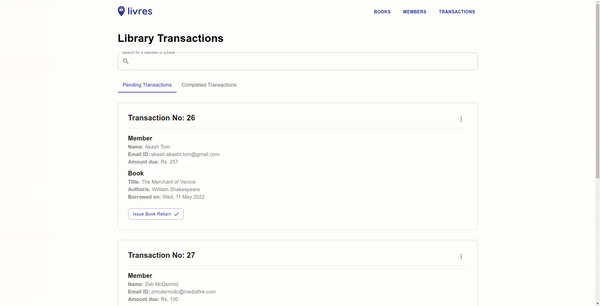 livres
BOOKS MEMBERS TRANSACTIONS
Library Transactions
Search for a member or a book
Pending Transactions Completed Transactions
Transaction No: 26
Member
Name: Akash Tom
Email ID: akash.akasht.tom@gmail.com
Amount due: Rs. 257
Book
Title: The Merchant of Venice
Author/s: William Shakespeare
Borrowed on: Wed, 11 May 2022
Issue Book Return
Transaction No: 27
Member
Name: Zeb McDermid
Email ID: zmcdermidc@mediafire.com
Amount due: Rs. 100